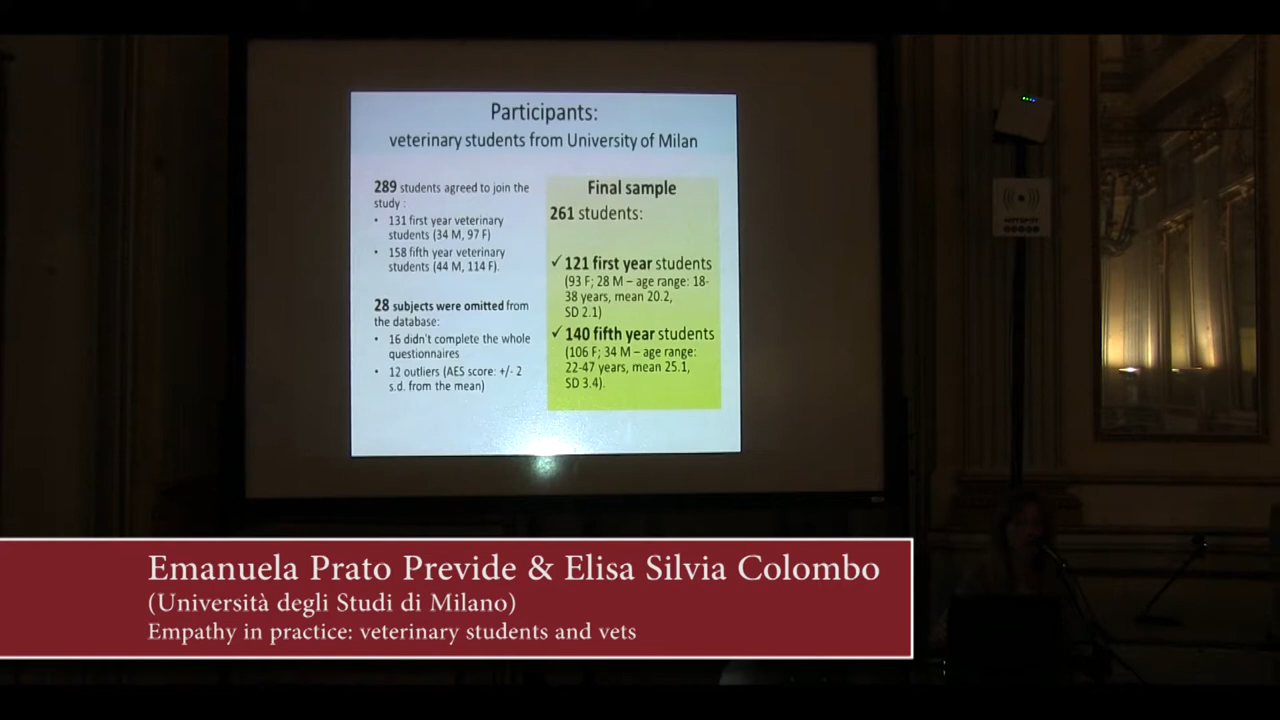 Participants:
veterinary students from University of Milan
289 students agreed to join the
study :
• 131 first year veterinary
students (34 M, 97 F)
• 158 fifth year veterinary
students (44 M, 114 F).
28 subjects were omitted from
the database:
• 16 didn't complete the whole
questionnaires
• 12 outliers (AES score: +/- 2
s.d. from the mean)
Final sample
261 students:
✓ 121 first year students
(93 F; 28 M – age range: 18-
38 years, mean 20.2,
SD 2.1)
✓ 140 fifth year students
(106 F; 34 M – age range:
22-47 years, mean 25.1,
SD 3.4).
Emanuela Prato Previde & Elisa Silvia Colombo
(Università degli Studi di Milano)
Empathy in practice: veterinary students and vets